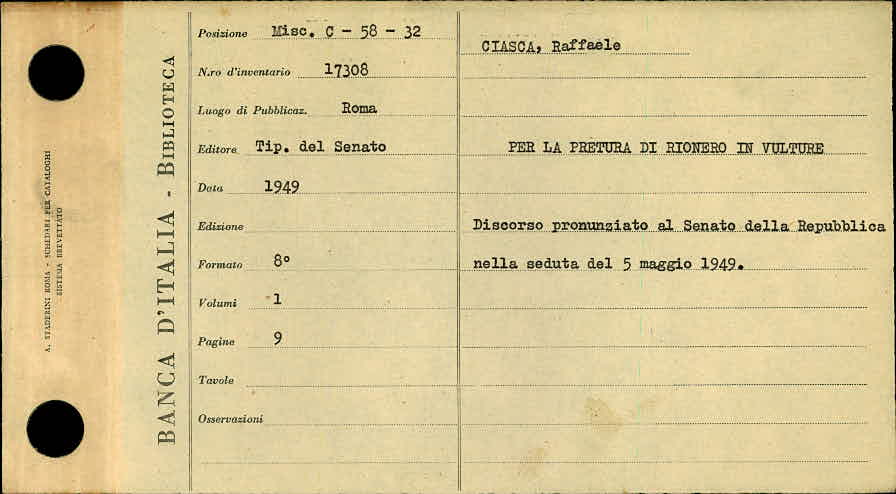 A. STADERINI ROMA - SCHEDARI PER CATALOGHI
SISTEMA BREVETTATO
BANCA D'ITALIA - BIBLIOTECA
Posizione Misc. C - 58 - 32
N.ro d'inventario 17308
Luogo di Pubblicaz. Roma
Editore Tip. del Senato
Data 1949
Edizione
Formato 8°
Volumi 1
Pagine 9
Tavole
Osservazioni
CIASCA, Raffaele
PER LA PRETURA DI RIONERO IN VULTURE
Discorso pronunziato al Senato della Repubblica
nella seduta del 5 maggio 1949.